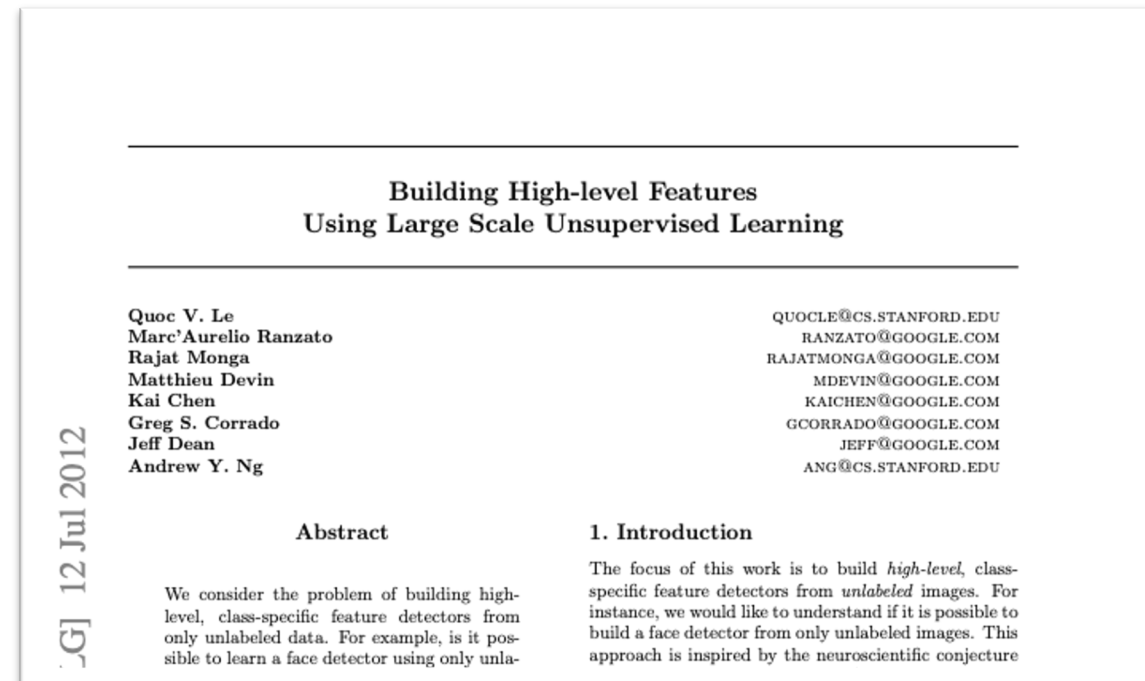 Building High-level Features
Using Large Scale Unsupervised Learning
Quoc V. Le QUOCLE@CS.STANFORD.EDU
Marc'Aurelio Ranzato RANZATO@GOOGLE.COM
Rajat Monga RAJATMONGA@GOOGLE.COM
Matthieu Devin MDEVIN@GOOGLE.COM
Kai Chen KAICHEN@GOOGLE.COM
Greg S. Corrado GCORRADO@GOOGLE.COM
Jeff Dean JEFF@GOOGLE.COM
Andrew Y. Ng ANG@CS.STANFORD.EDU
.LG] 12 Jul 2012
Abstract
We consider the problem of building high-
level, class-specific feature detectors from
only unlabeled data. For example, is it pos-
sible to learn a face detector using only unla-
1. Introduction
The focus of this work is to build high-level, class-
specific feature detectors from unlabeled images. For
instance, we would like to understand if it is possible to
build a face detector from only unlabeled images. This
approach is inspired by the neuroscientific conjecture